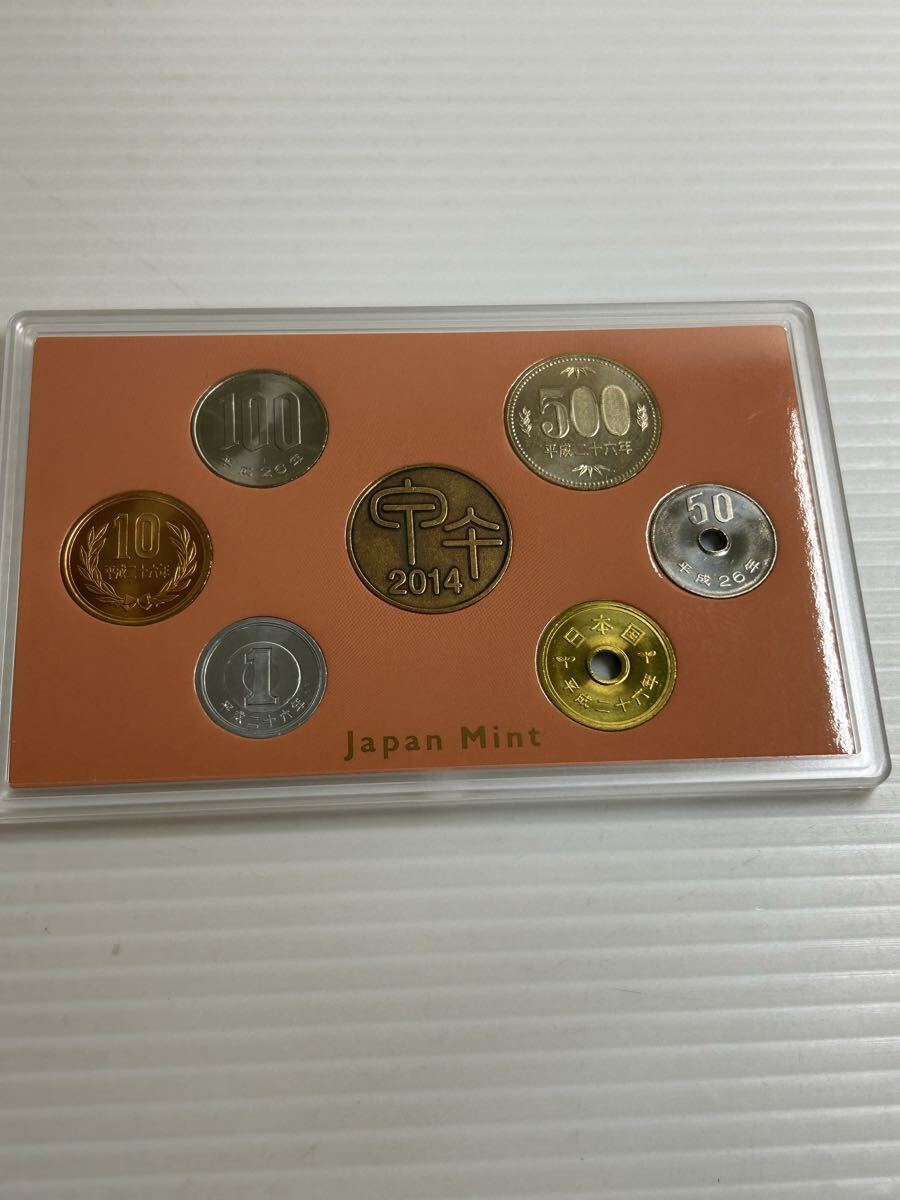 100
平成26年
500
平成二十六年
10
平成二十六年
甲午
2014
50
平成26年
1
平成二十六年
日本国
平成二十六年
Japan Mint